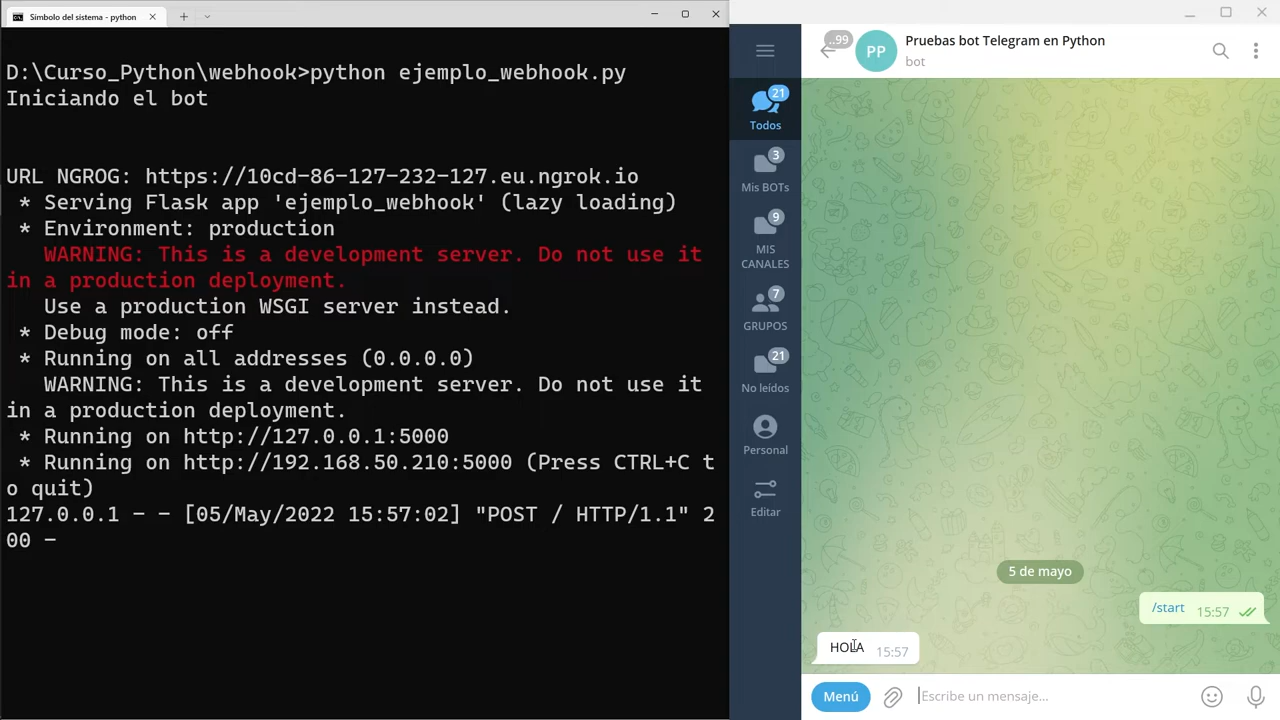 Símbolo del sistema - python
D:\Curso_Python\webhook>python ejemplo_webhook.py
Iniciando el bot
URL NGROG: https://10cd-86-127-232-127.eu.ngrok.io
* Serving Flask app 'ejemplo_webhook' (lazy loading)
* Environment: production
WARNING: This is a development server. Do not use it
in a production deployment.
Use a production WSGI server instead.
* Debug mode: off
* Running on all addresses (0.0.0.0)
WARNING: This is a development server. Do not use it
in a production deployment.
* Running on http://127.0.0.1:5000
* Running on http://192.168.50.210:5000 (Press CTRL+C t
o quit)
127.0.0.1 - - [05/May/2022 15:57:02] "POST / HTTP/1.1" 2
00 -
21
Todos
3
Mis BOTs
9
MIS
CANALES
7
GRUPOS
21
No leídos
Personal
Editar
..99
PP
Pruebas bot Telegram en Python
bot
5 de mayo
/start 15:57
HOLA 15:57
Menú
Escribe un mensaje...